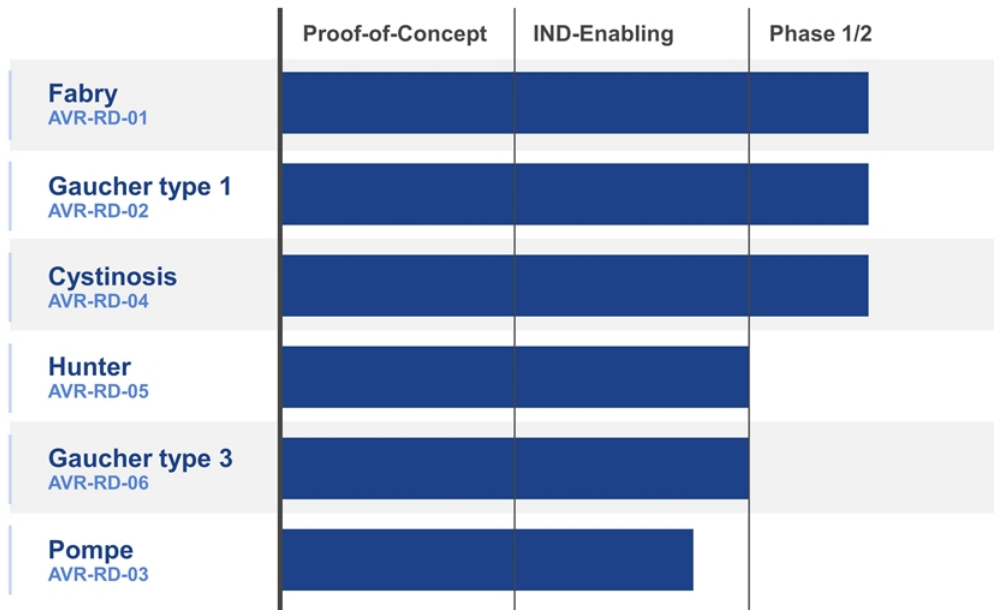 Proof-of-Concept IND-Enabling Phase 1/2
Fabry
AVR-RD-01
Gaucher type 1
AVR-RD-02
Cystinosis
AVR-RD-04
Hunter
AVR-RD-05
Gaucher type 3
AVR-RD-06
Pompe
AVR-RD-03